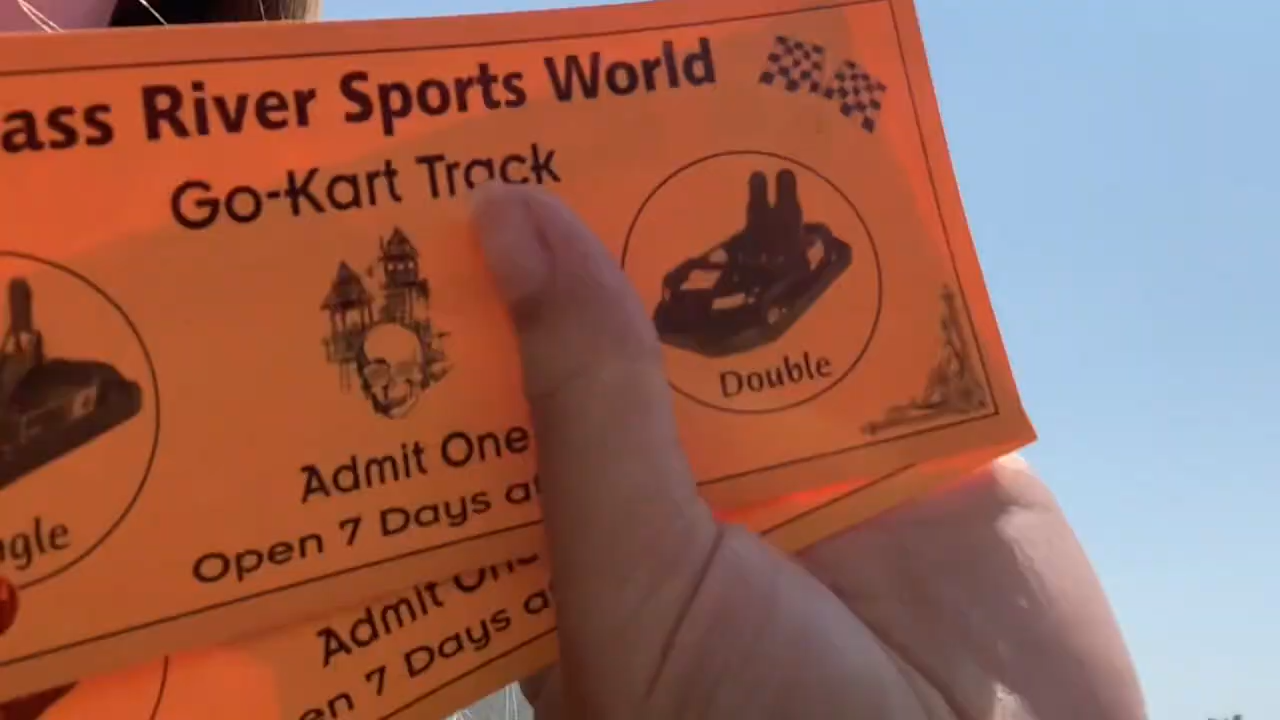 ass River Sports World
Go-Kart Track
Double
gle
Admit One
Open 7 Days a
Admit One
en 7 Days a